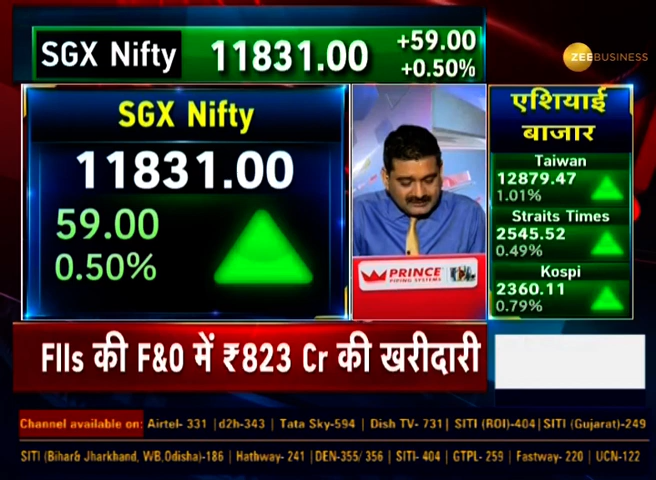 SGX Nifty 11831.00 +59.00
+0.50%
ZEE BUSINESS
SGX Nifty
11831.00
59.00
0.50%
PRINCE
PIPING SYSTEMS
एशियाई
बाजार
Taiwan
12879.47
1.01%
Straits Times
2545.52
0.49%
Kospi
2360.11
0.79%
FIIs की F&O में ₹823 Cr की खरीदारी
Channel available on: Airtel- 331 |d2h-343 | Tata Sky-594 | Dish TV- 731| SITI (ROI)-404|SITI (Gujarat)-249
SITI (Bihar& Jharkhand, WB,Odisha)-186 | Hathway- 241 |DEN-355/ 356 | SITI- 404 | GTPL- 259 | Fastway- 220 | UCN-122